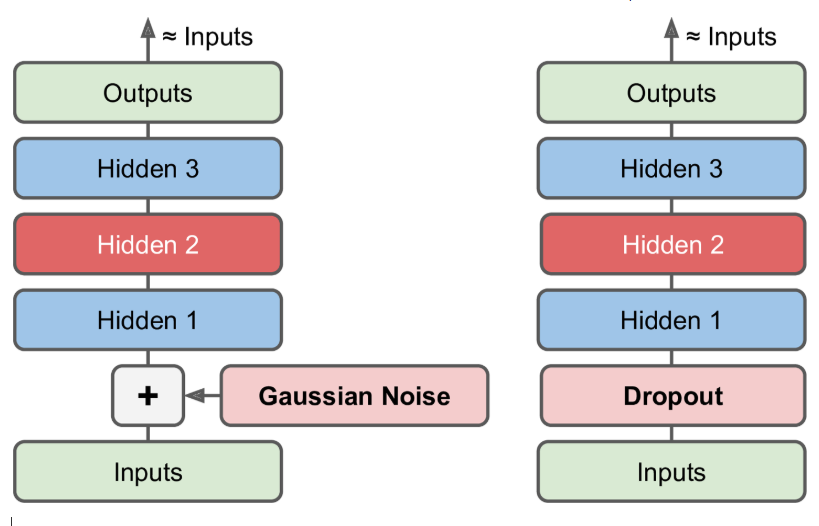 ≈ Inputs
Outputs
Hidden 3
Hidden 2
Hidden 1
+
Gaussian Noise
Inputs
≈ Inputs
Outputs
Hidden 3
Hidden 2
Hidden 1
Dropout
Inputs